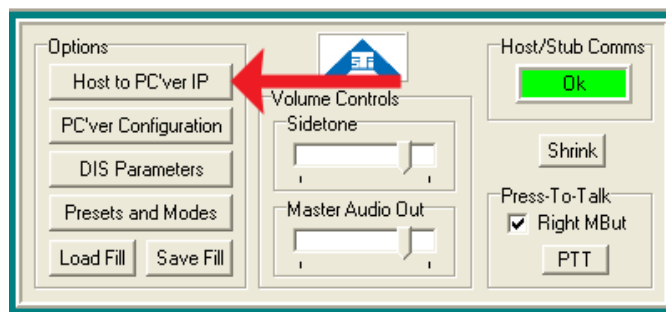 Options
Host to PC'ver IP
PC'ver Configuration
DIS Parameters
Presets and Modes
Load Fill Save Fill
STI
Volume Controls
Sidetone
Master Audio Out
Host/Stub Comms
Ok
Shrink
Press-To-Talk
Right MBut
PTT